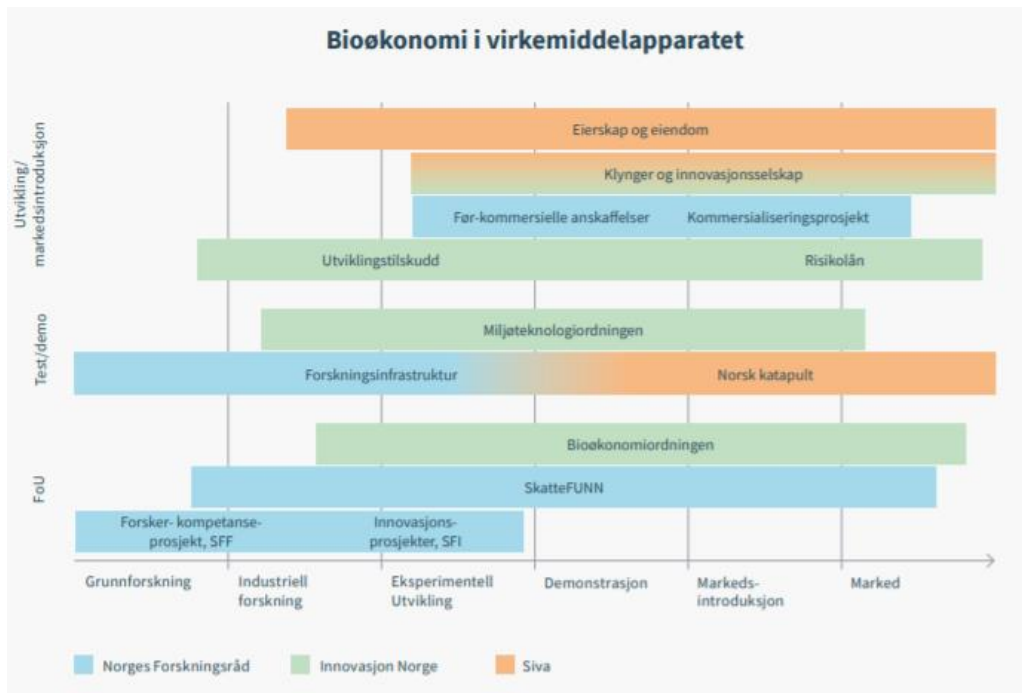 Bioøkonomi i virkemiddelapparatet
Utvikling/
markedsintroduksjon
Eierskap og eiendom
Klynger og innovasjonsselskap
Før-kommersielle anskaffelser
Kommersialiseringsprosjekt
Utviklingstilskudd
Risikolån
Test/demo
Miljøteknologiordningen
Forskningsinfrastruktur
Norsk katapult
FoU
Bioøkonomiordningen
SkatteFUNN
Forsker- kompetanse-
prosjekt, SFF
Innovasjons-
prosjekter, SFI
Grunnforskning
Industriell
forskning
Eksperimentell
Utvikling
Demonstrasjon
Markeds-
introduksjon
Marked
Norges Forskningsråd
Innovasjon Norge
Siva